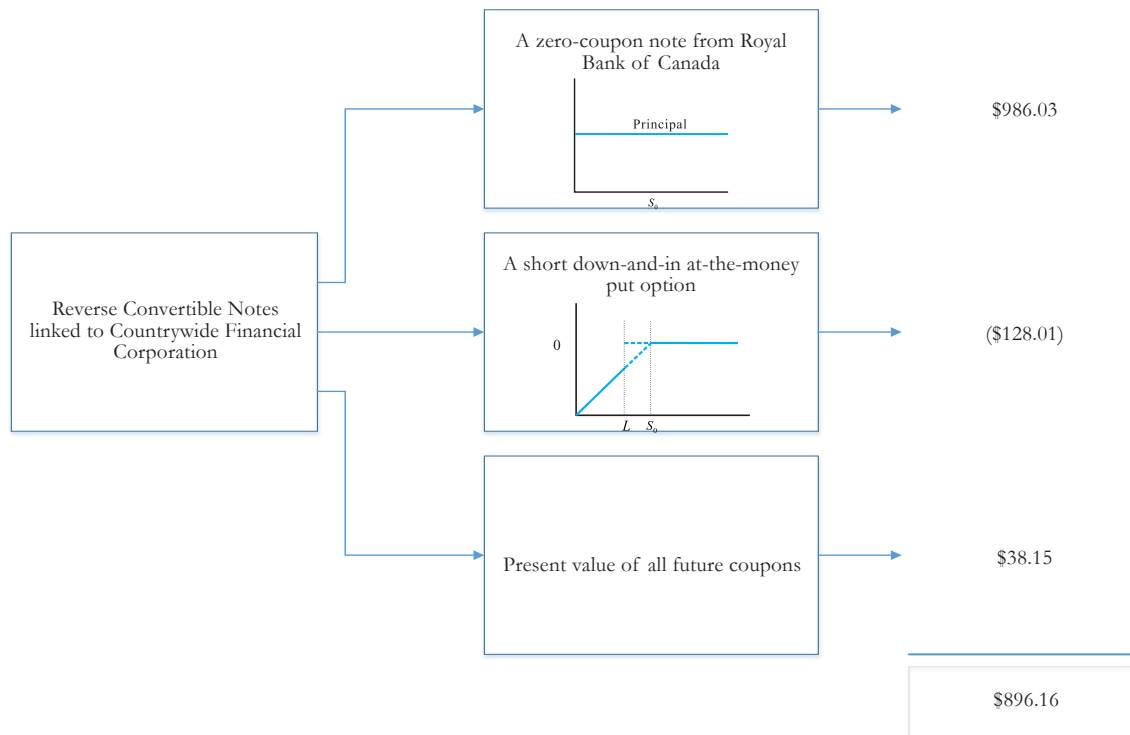 A zero-coupon note from Royal
Bank of Canada
Principal
S₀
$986.03
Reverse Convertible Notes
linked to Countrywide Financial
Corporation
A short down-and-in at-the-money
put option
0
L S₀
($128.01)
Present value of all future coupons
$38.15
$896.16